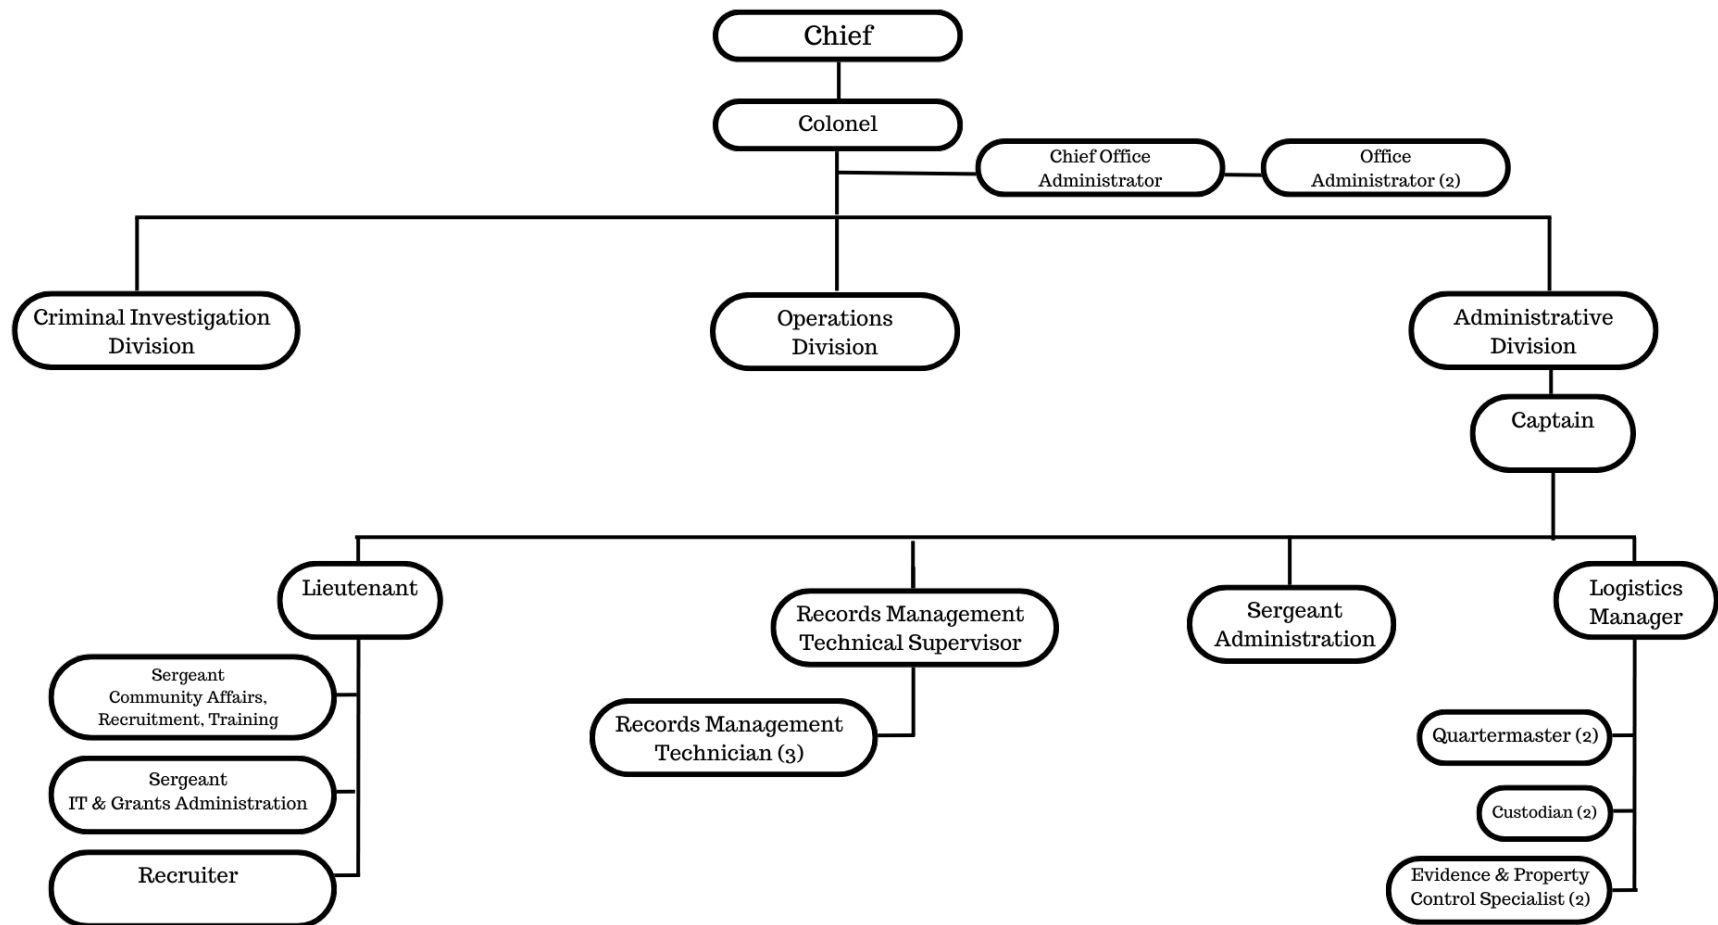 Chief
Colonel
Chief Office
Administrator
Office
Administrator (2)
Criminal Investigation
Division
Operations
Division
Administrative
Division
Captain
Lieutenant
Sergeant
Community Affairs,
Recruitment, Training
Sergeant
IT & Grants Administration
Recruiter
Records Management
Technical Supervisor
Records Management
Technician (3)
Sergeant
Administration
Logistics
Manager
Quartermaster (2)
Custodian (2)
Evidence & Property
Control Specialist (2)